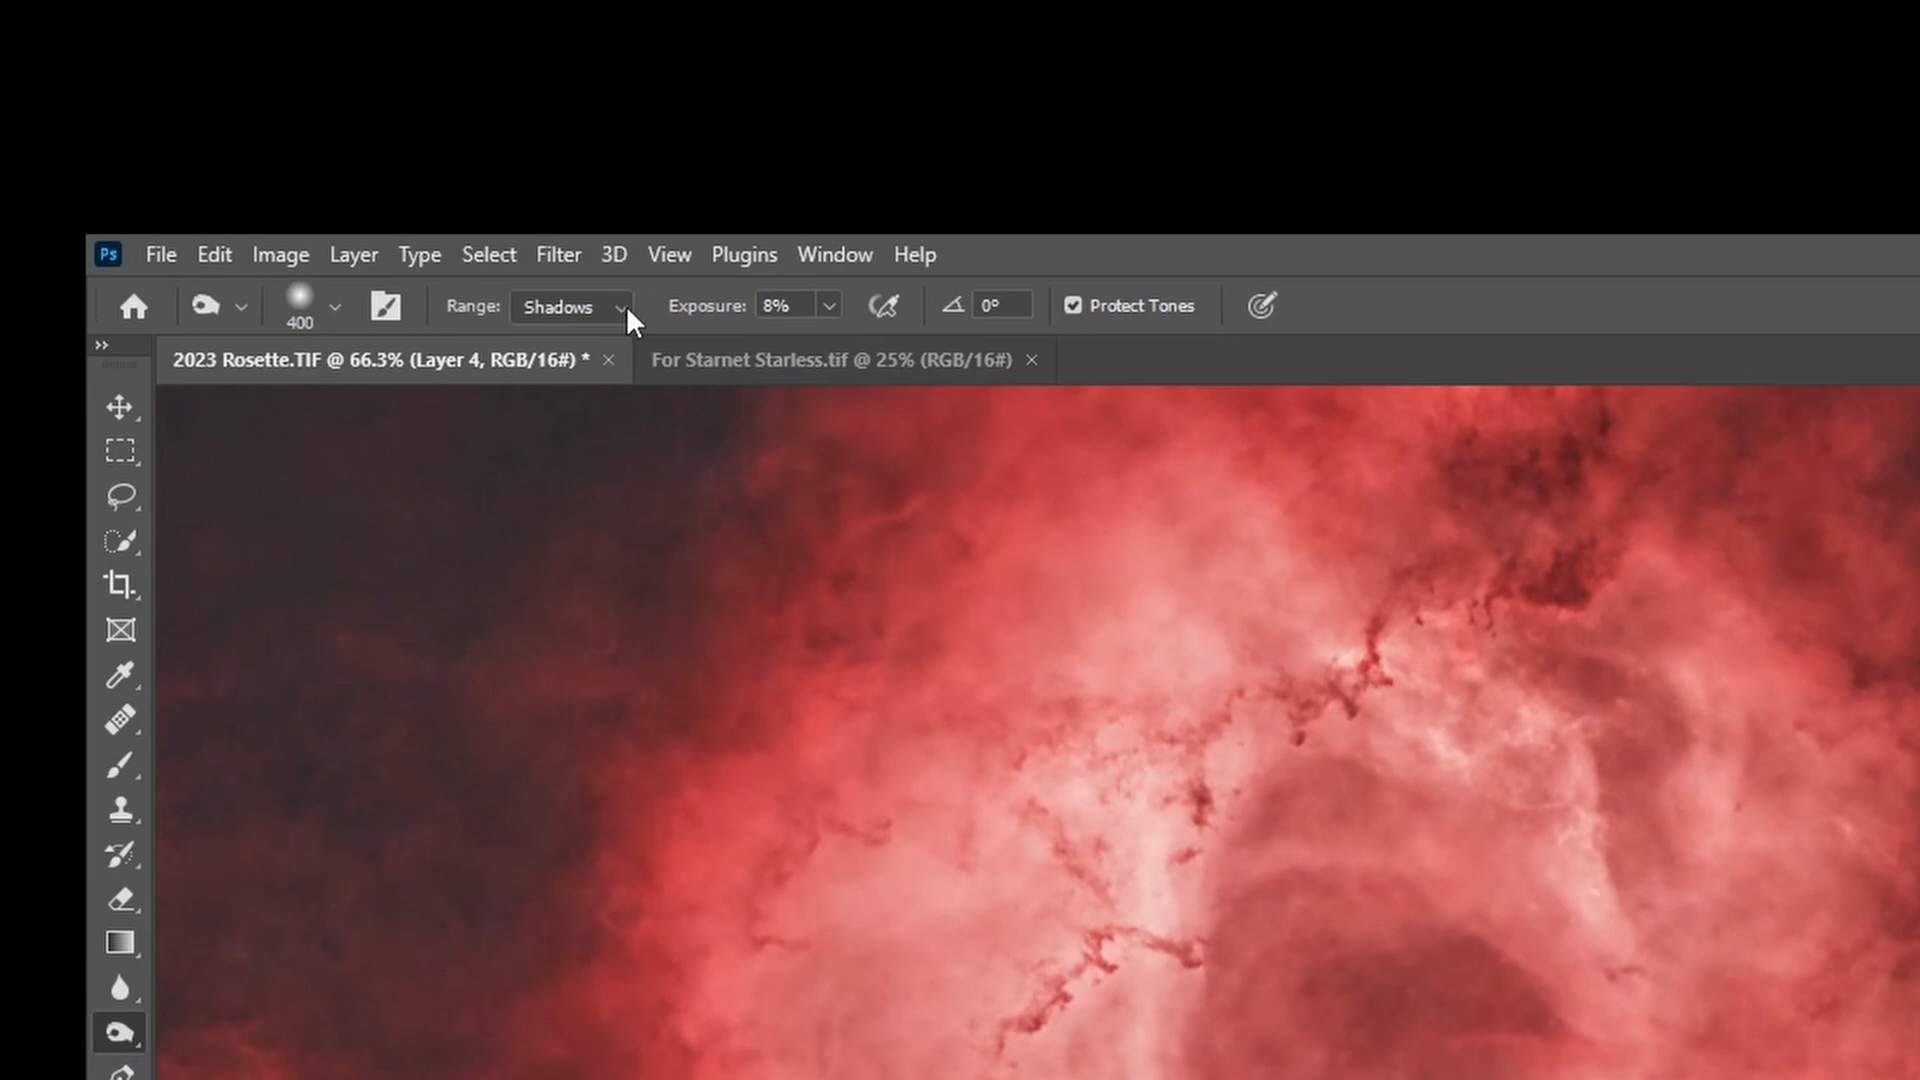 Ps File Edit Image Layer Type Select Filter 3D View Plugins Window Help
400 Range: Shadows Exposure: 8% 0° Protect Tones
2023 Rosette.TIF @ 66.3% (Layer 4, RGB/16#) * × For Starnet Starless.tif @ 25% (RGB/16#) ×